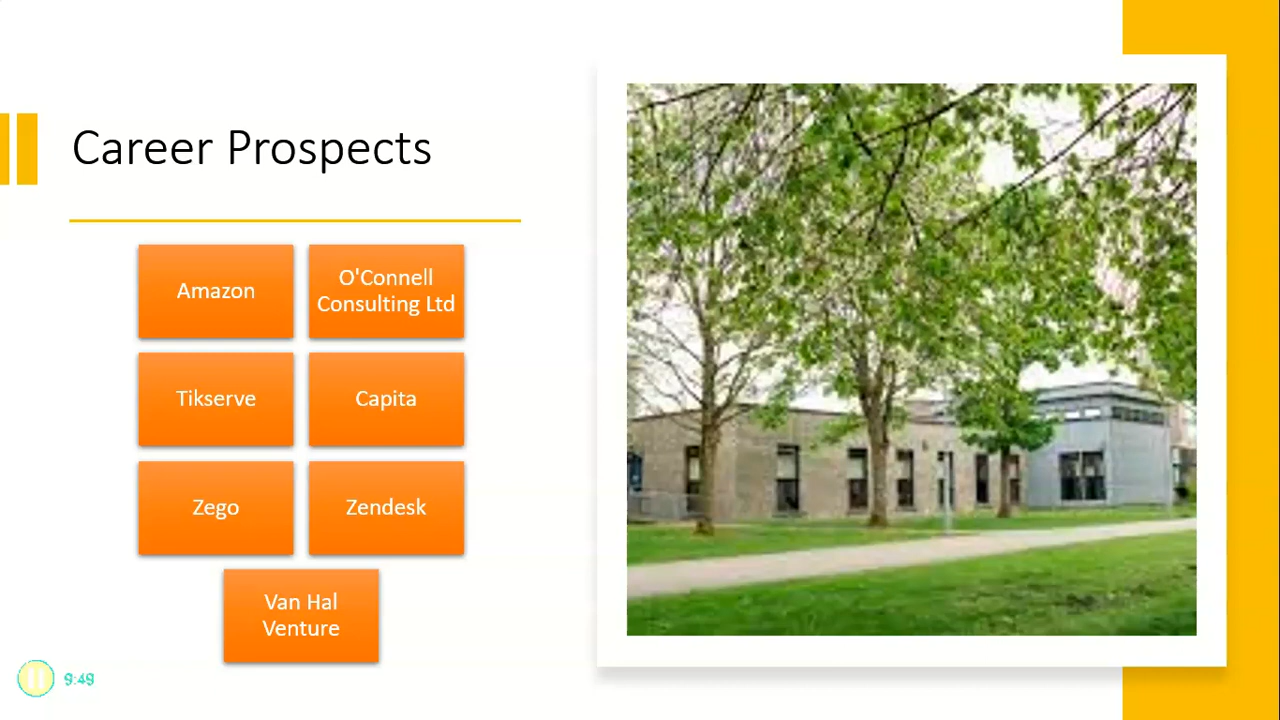 Career Prospects
Amazon
O'Connell
Consulting Ltd
Tikserve
Capita
Zego
Zendesk
Van Hal
Venture
9:49